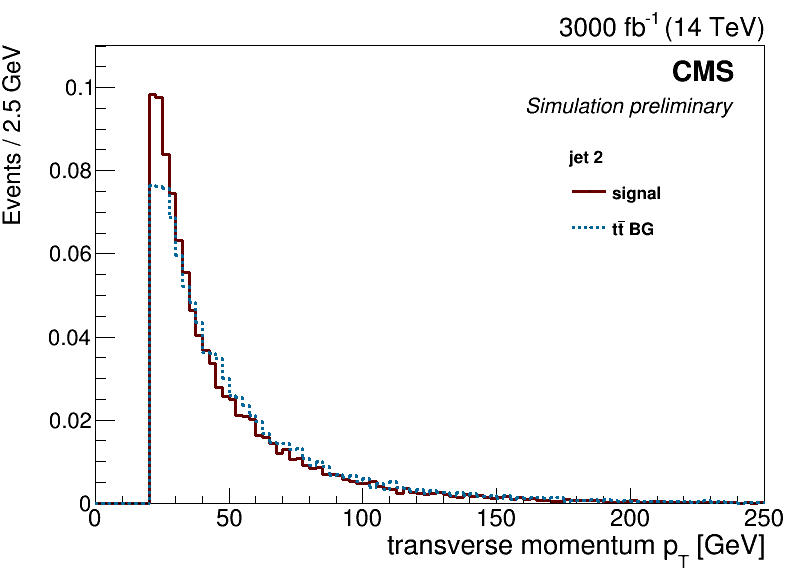 3000 fb⁻¹ (14 TeV)
Events / 2.5 GeV
CMS
Simulation preliminary
jet 2
signal
tt̄ BG
0.1
0.08
0.06
0.04
0.02
0
0 50 100 150 200 250
transverse momentum p_T [GeV]